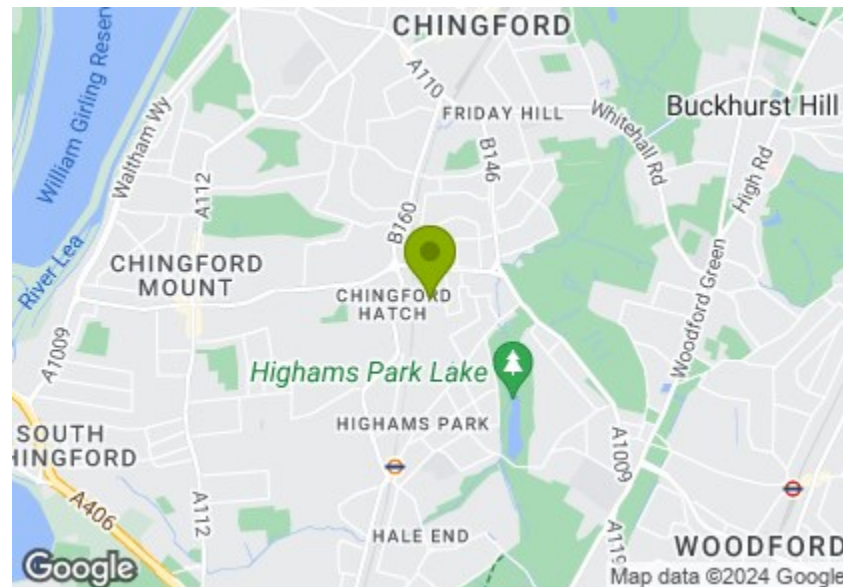 CHINGFORD
A110
FRIDAY HILL
Buckhurst Hill
William Girling Reser
Waltham Wy
A112
B146
Whitehall Rd
High Rd
B160
River Lea
CHINGFORD
MOUNT
CHINGFORD
HATCH
Woodford Green
A1009
Highams Park Lake
HIGHAMS PARK
SOUTH
HINGFORD
A1009
A406
A112
HALE END
A1199
WOODFORD
Google
Map data ©2024 Google